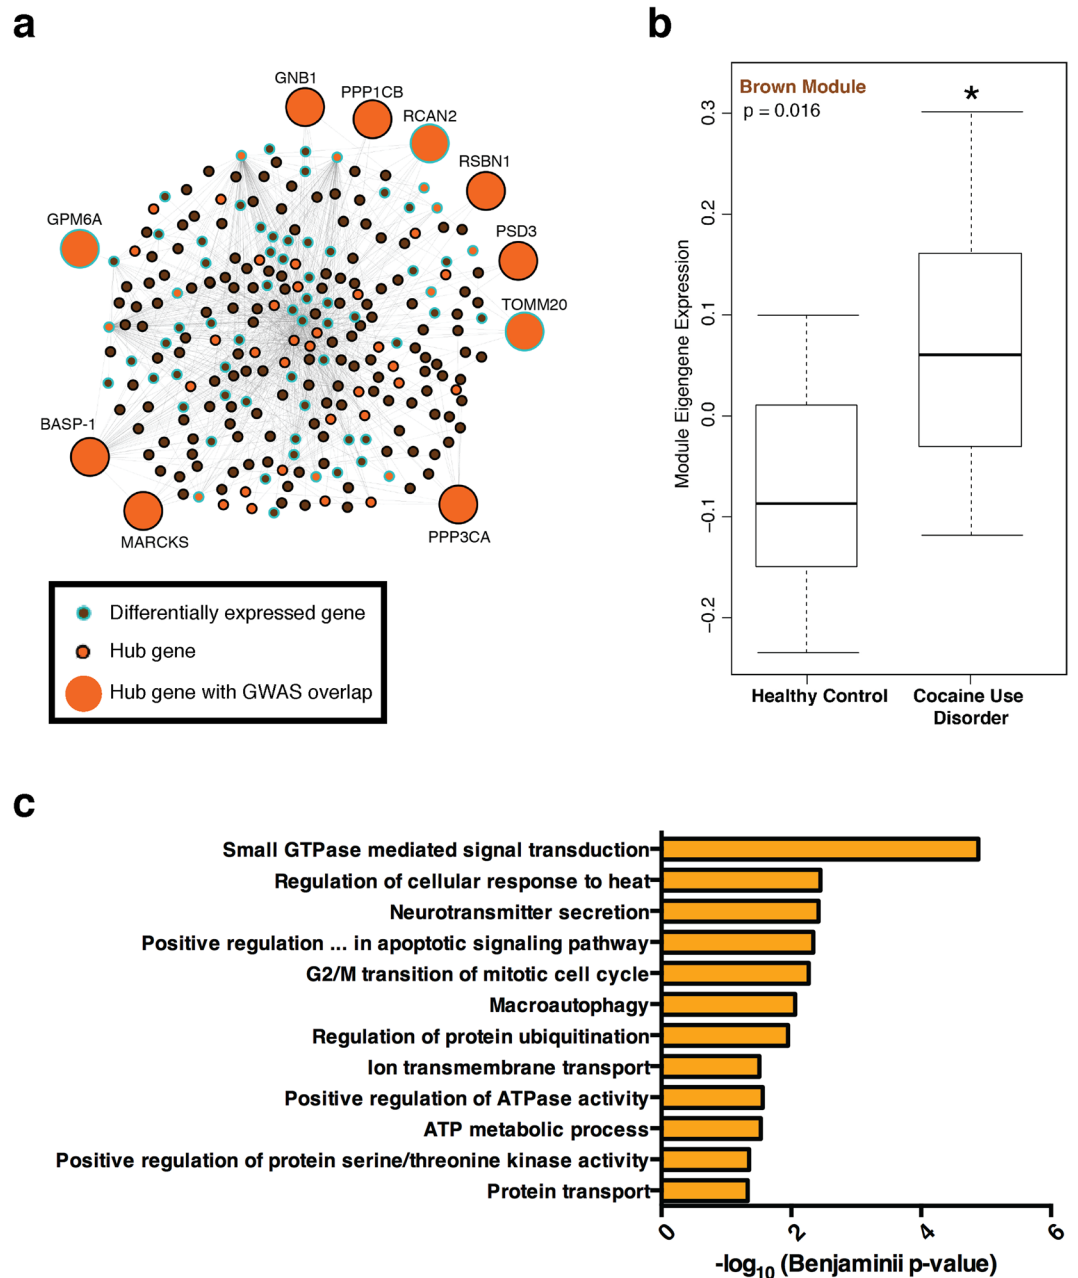 a
GNB1
PPP1CB
RCAN2
RSBN1
GPM6A
PSD3
TOMM20
BASP-1
MARCKS
PPP3CA
Differentially expressed gene
Hub gene
Hub gene with GWAS overlap
b
Brown Module
p = 0.016
*
Module Eigengene Expression
0.3
0.2
0.1
0.0
−0.1
−0.2
Healthy Control
Cocaine Use
Disorder
c
Small GTPase mediated signal transduction
Regulation of cellular response to heat
Neurotransmitter secretion
Positive regulation ... in apoptotic signaling pathway
G2/M transition of mitotic cell cycle
Macroautophagy
Regulation of protein ubiquitination
Ion transmembrane transport
Positive regulation of ATPase activity
ATP metabolic process
Positive regulation of protein serine/threonine kinase activity
Protein transport
0 2 4 6
-log10 (Benjaminii p-value)